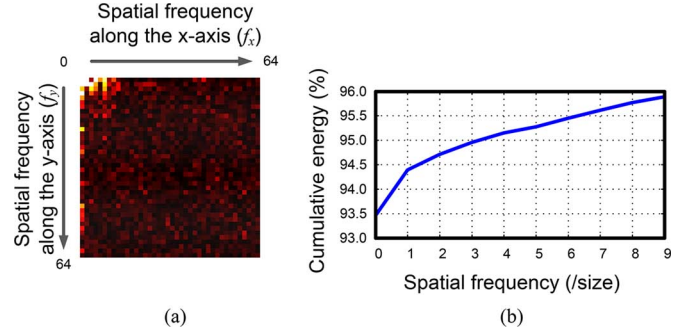 Spatial frequency
along the x-axis (fx)
0
64
Spatial frequency
along the y-axis (fy)
64
(a)
Cumulative energy (%)
96.0
95.5
95.0
94.5
94.0
93.5
93.0
0 1 2 3 4 5 6 7 8 9
Spatial frequency (/size)
(b)